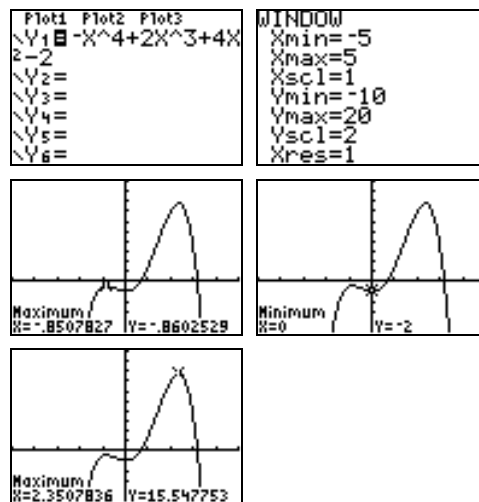 Plot1 Plot2 Plot3
\Y1=-X^4+2X^3+4X
²-2
\Y2=
\Y3=
\Y4=
\Y5=
\Y6=
WINDOW
Xmin=-5
Xmax=5
Xscl=1
Ymin=-10
Ymax=20
Yscl=2
Xres=1
Maximum
X=-.8507827 Y=-.8602529
Minimum
X=0 Y=-2
Maximum
X=2.3507836 Y=15.547753